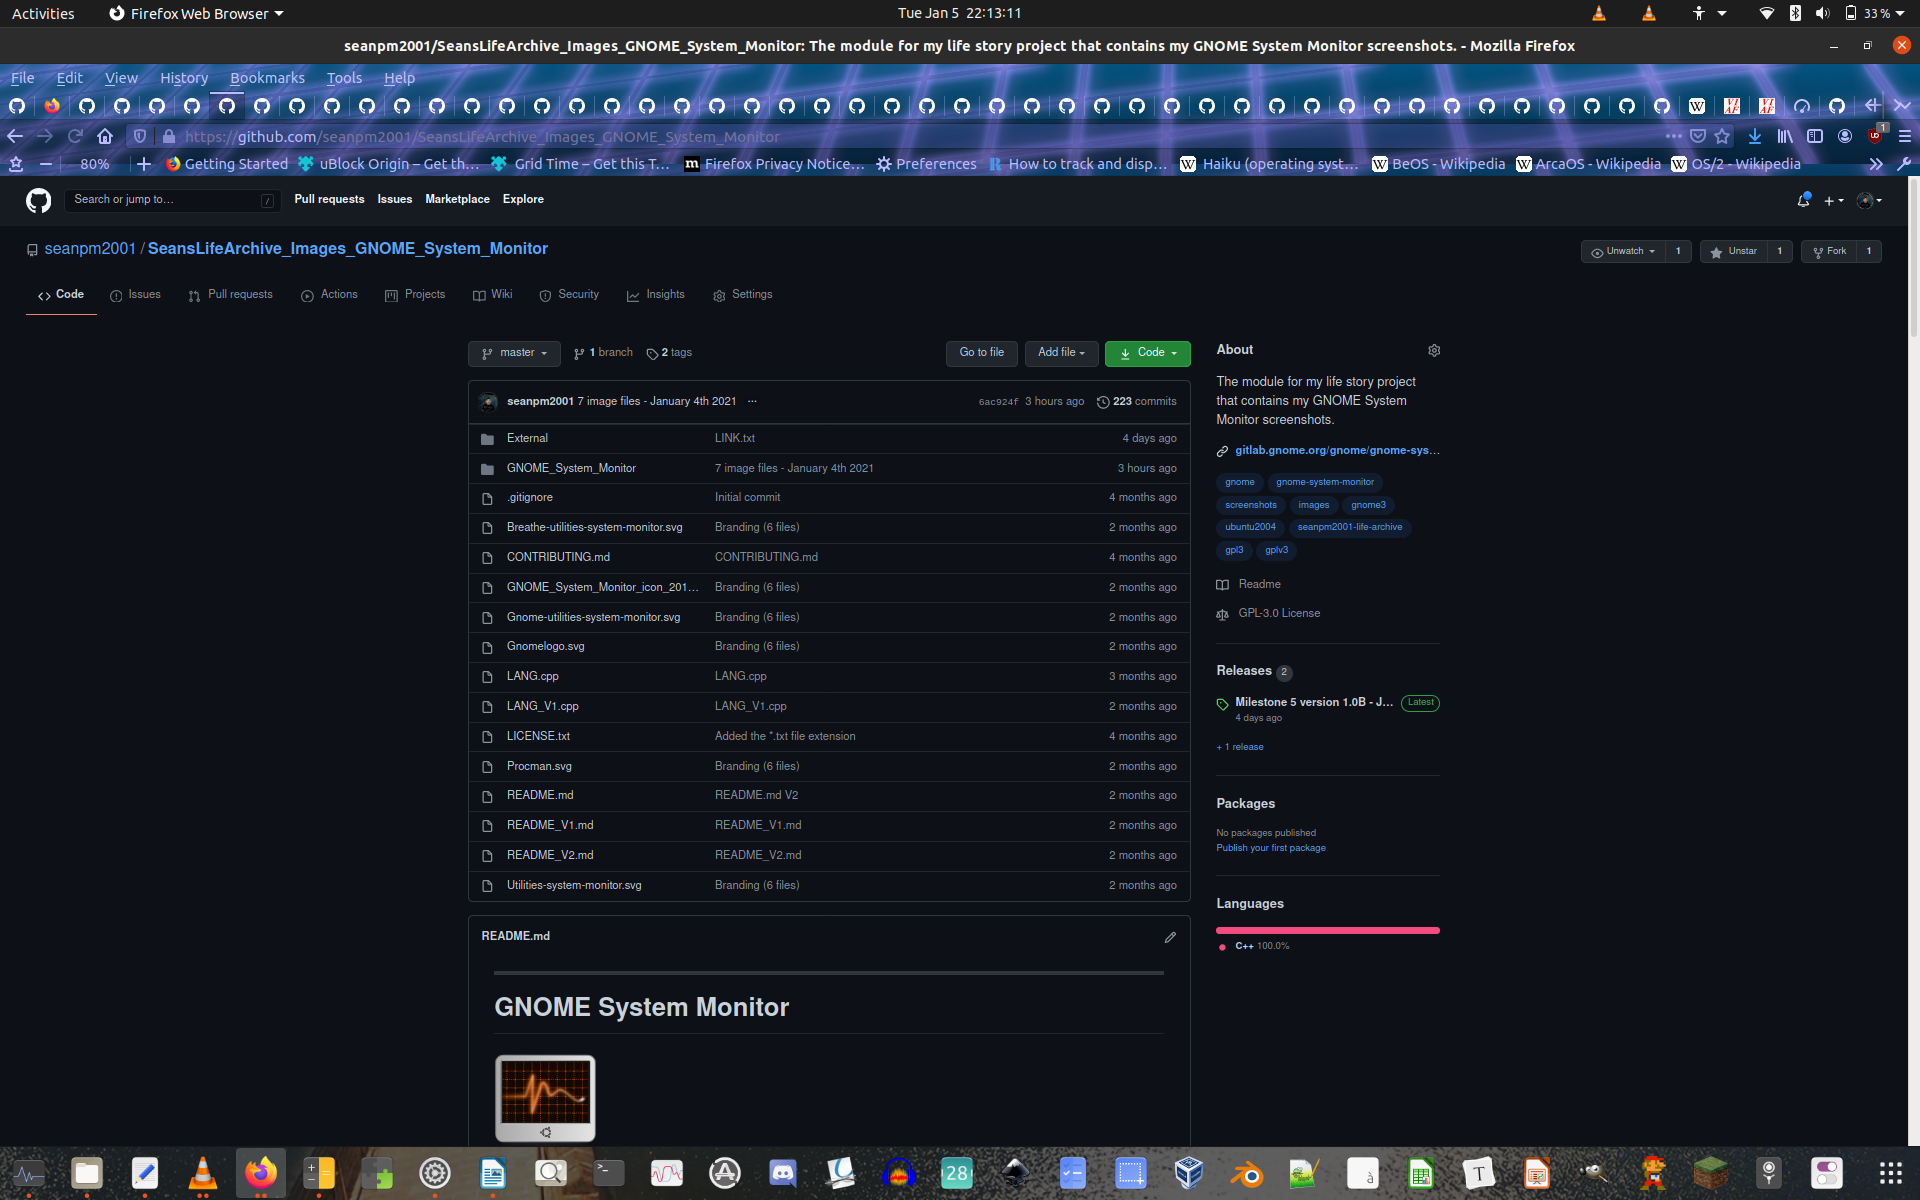 Activities Firefox Web Browser Tue Jan 5 22:13:11 33 %
seanpm2001/SeansLifeArchive_Images_GNOME_System_Monitor: The module for my life story project that contains my GNOME System Monitor screenshots. - Mozilla Firefox
File Edit View History Bookmarks Tools Help
https://github.com/seanpm2001/SeansLifeArchive_Images_GNOME_System_Monitor 1
80% Getting Started uBlock Origin – Get th… Grid Time – Get this T… Firefox Privacy Notice… Preferences How to track and disp… Haiku (operating syst… BeOS - Wikipedia ArcaOS - Wikipedia OS/2 - Wikipedia
Search or jump to… / Pull requests Issues Marketplace Explore
seanpm2001 / SeansLifeArchive_Images_GNOME_System_Monitor Unwatch 1 Unstar 1 Fork 1
Code Issues Pull requests Actions Projects Wiki Security Insights Settings
master 1 branch 2 tags Go to file Add file Code
seanpm2001 7 image files - January 4th 2021 ... 6ac924f 3 hours ago 223 commits
External LINK.txt 4 days ago
GNOME_System_Monitor 7 image files - January 4th 2021 3 hours ago
.gitignore Initial commit 4 months ago
Breathe-utilities-system-monitor.svg Branding (6 files) 2 months ago
CONTRIBUTING.md CONTRIBUTING.md 4 months ago
GNOME_System_Monitor_icon_201… Branding (6 files) 2 months ago
Gnome-utilities-system-monitor.svg Branding (6 files) 2 months ago
Gnomelogo.svg Branding (6 files) 2 months ago
LANG.cpp LANG.cpp 3 months ago
LANG_V1.cpp LANG_V1.cpp 2 months ago
LICENSE.txt Added the *.txt file extension 4 months ago
Procman.svg Branding (6 files) 2 months ago
README.md README.md V2 2 months ago
README_V1.md README_V1.md 2 months ago
README_V2.md README_V2.md 2 months ago
Utilities-system-monitor.svg Branding (6 files) 2 months ago
README.md
GNOME System Monitor
About
The module for my life story project
that contains my GNOME System
Monitor screenshots.
gitlab.gnome.org/gnome/gnome-sys…
gnome gnome-system-monitor
screenshots images gnome3
ubuntu2004 seanpm2001-life-archive
gpl3 gplv3
Readme
GPL-3.0 License
Releases 2
Milestone 5 version 1.0B - J… Latest
4 days ago
+ 1 release
Packages
No packages published
Publish your first package
Languages
C++ 100.0%
28